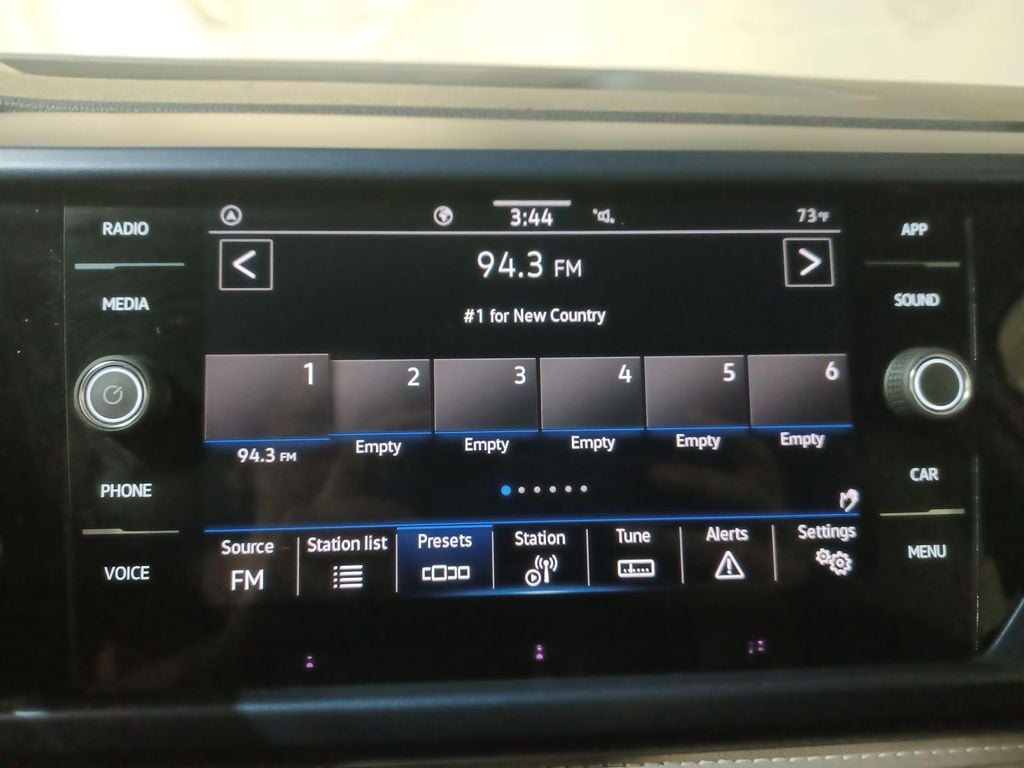 RADIO
MEDIA
PHONE
VOICE
3:44
73°F
94.3 FM
#1 for New Country
1 2 3 4 5 6
94.3 FM Empty Empty Empty Empty Empty
Source Station list Presets Station Tune Alerts Settings
FM
APP
SOUND
CAR
MENU